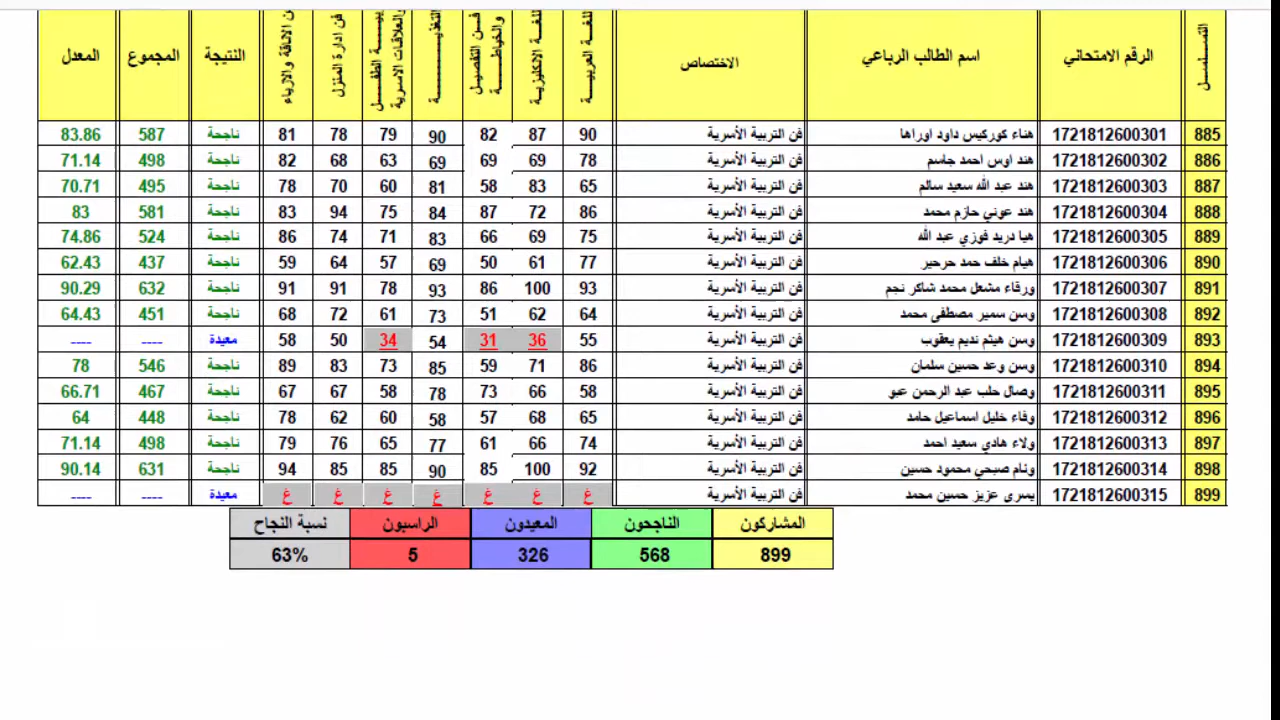 التسلسل الرقم الامتحاني اسم الطالب الرباعي الاختصاص اللغة العربية اللغة الانكليزية فن التفصيل والخياطة التغذية الطفل والعلاقات الاسرية فن ادارة المنزل فن الاناقة والازياء النتيجة المجموع المعدل
885 1721812600301 هناء كوركيس داود اوراها فن التربية الأسرية 90 87 82 90 79 78 81 ناجحة 587 83.86
886 1721812600302 هند اوس احمد جاسم فن التربية الأسرية 78 69 69 69 63 68 82 ناجحة 498 71.14
887 1721812600303 هند عبد الله سعيد سالم فن التربية الأسرية 65 83 58 81 60 70 78 ناجحة 495 70.71
888 1721812600304 هند عوني حازم محمد فن التربية الأسرية 86 72 87 84 75 94 83 ناجحة 581 83
889 1721812600305 هيا دريد فوزي عبد الله فن التربية الأسرية 75 69 66 83 71 74 86 ناجحة 524 74.86
890 1721812600306 هيام خلف حمد حرحير فن التربية الأسرية 77 61 50 69 57 64 59 ناجحة 437 62.43
891 1721812600307 ورقاء مشعل محمد شاكر نجم فن التربية الأسرية 93 100 86 93 78 91 91 ناجحة 632 90.29
892 1721812600308 وسن سمير مصطفى محمد فن التربية الأسرية 64 62 51 73 61 72 68 ناجحة 451 64.43
893 1721812600309 وسن هيثم نديم يعقوب فن التربية الأسرية 55 36 31 54 34 50 58 معيدة ---- ----
894 1721812600310 وسن وعد حسين سلمان فن التربية الأسرية 86 71 59 85 73 83 89 ناجحة 546 78
895 1721812600311 وصال حلب عبد الرحمن عبو فن التربية الأسرية 58 66 73 78 58 67 67 ناجحة 467 66.71
896 1721812600312 وفاء خليل اسماعيل حامد فن التربية الأسرية 65 68 57 58 60 62 78 ناجحة 448 64
897 1721812600313 ولاء هادي سعيد احمد فن التربية الأسرية 74 66 61 77 65 76 79 ناجحة 498 71.14
898 1721812600314 وئام صبحي محمود حسين فن التربية الأسرية 92 100 85 90 85 85 94 ناجحة 631 90.14
899 1721812600315 يسرى عزيز حسين محمد فن التربية الأسرية غ غ غ غ غ غ غ معيدة ---- ----
المشاركون الناجحون المعيدون الراسبون نسبة النجاح
899 568 326 5 63%